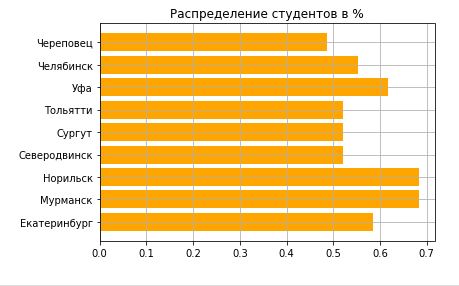 Распределение студентов в %
Череповец
Челябинск
Уфа
Тольятти
Сургут
Северодвинск
Норильск
Мурманск
Екатеринбург
0.0 0.1 0.2 0.3 0.4 0.5 0.6 0.7